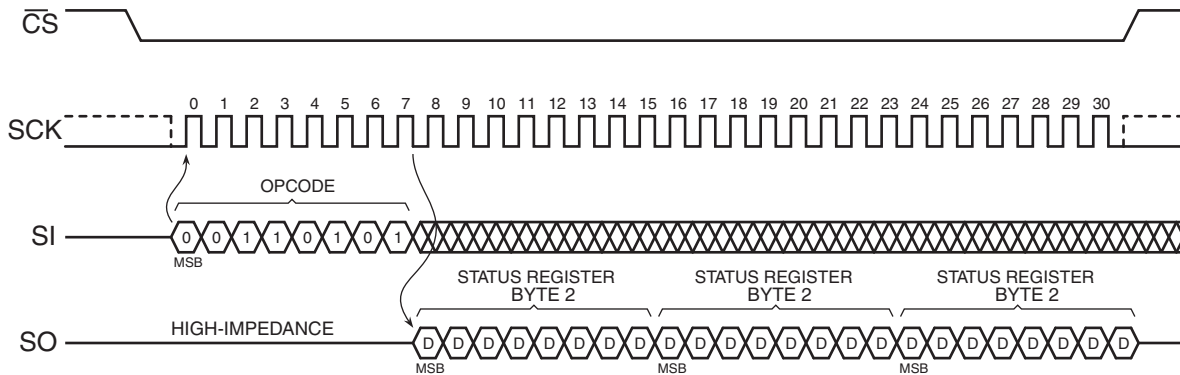 CS
0 1 2 3 4 5 6 7 8 9 10 11 12 13 14 15 16 17 18 19 20 21 22 23 24 25 26 27 28 29 30
SCK
OPCODE
SI
0 0 1 1 0 1 0 1
MSB
STATUS REGISTER
BYTE 2
STATUS REGISTER
BYTE 2
STATUS REGISTER
BYTE 2
HIGH-IMPEDANCE
SO
D D D D D D D D D D D D D D D D D D D D D D D D
MSB
MSB
MSB